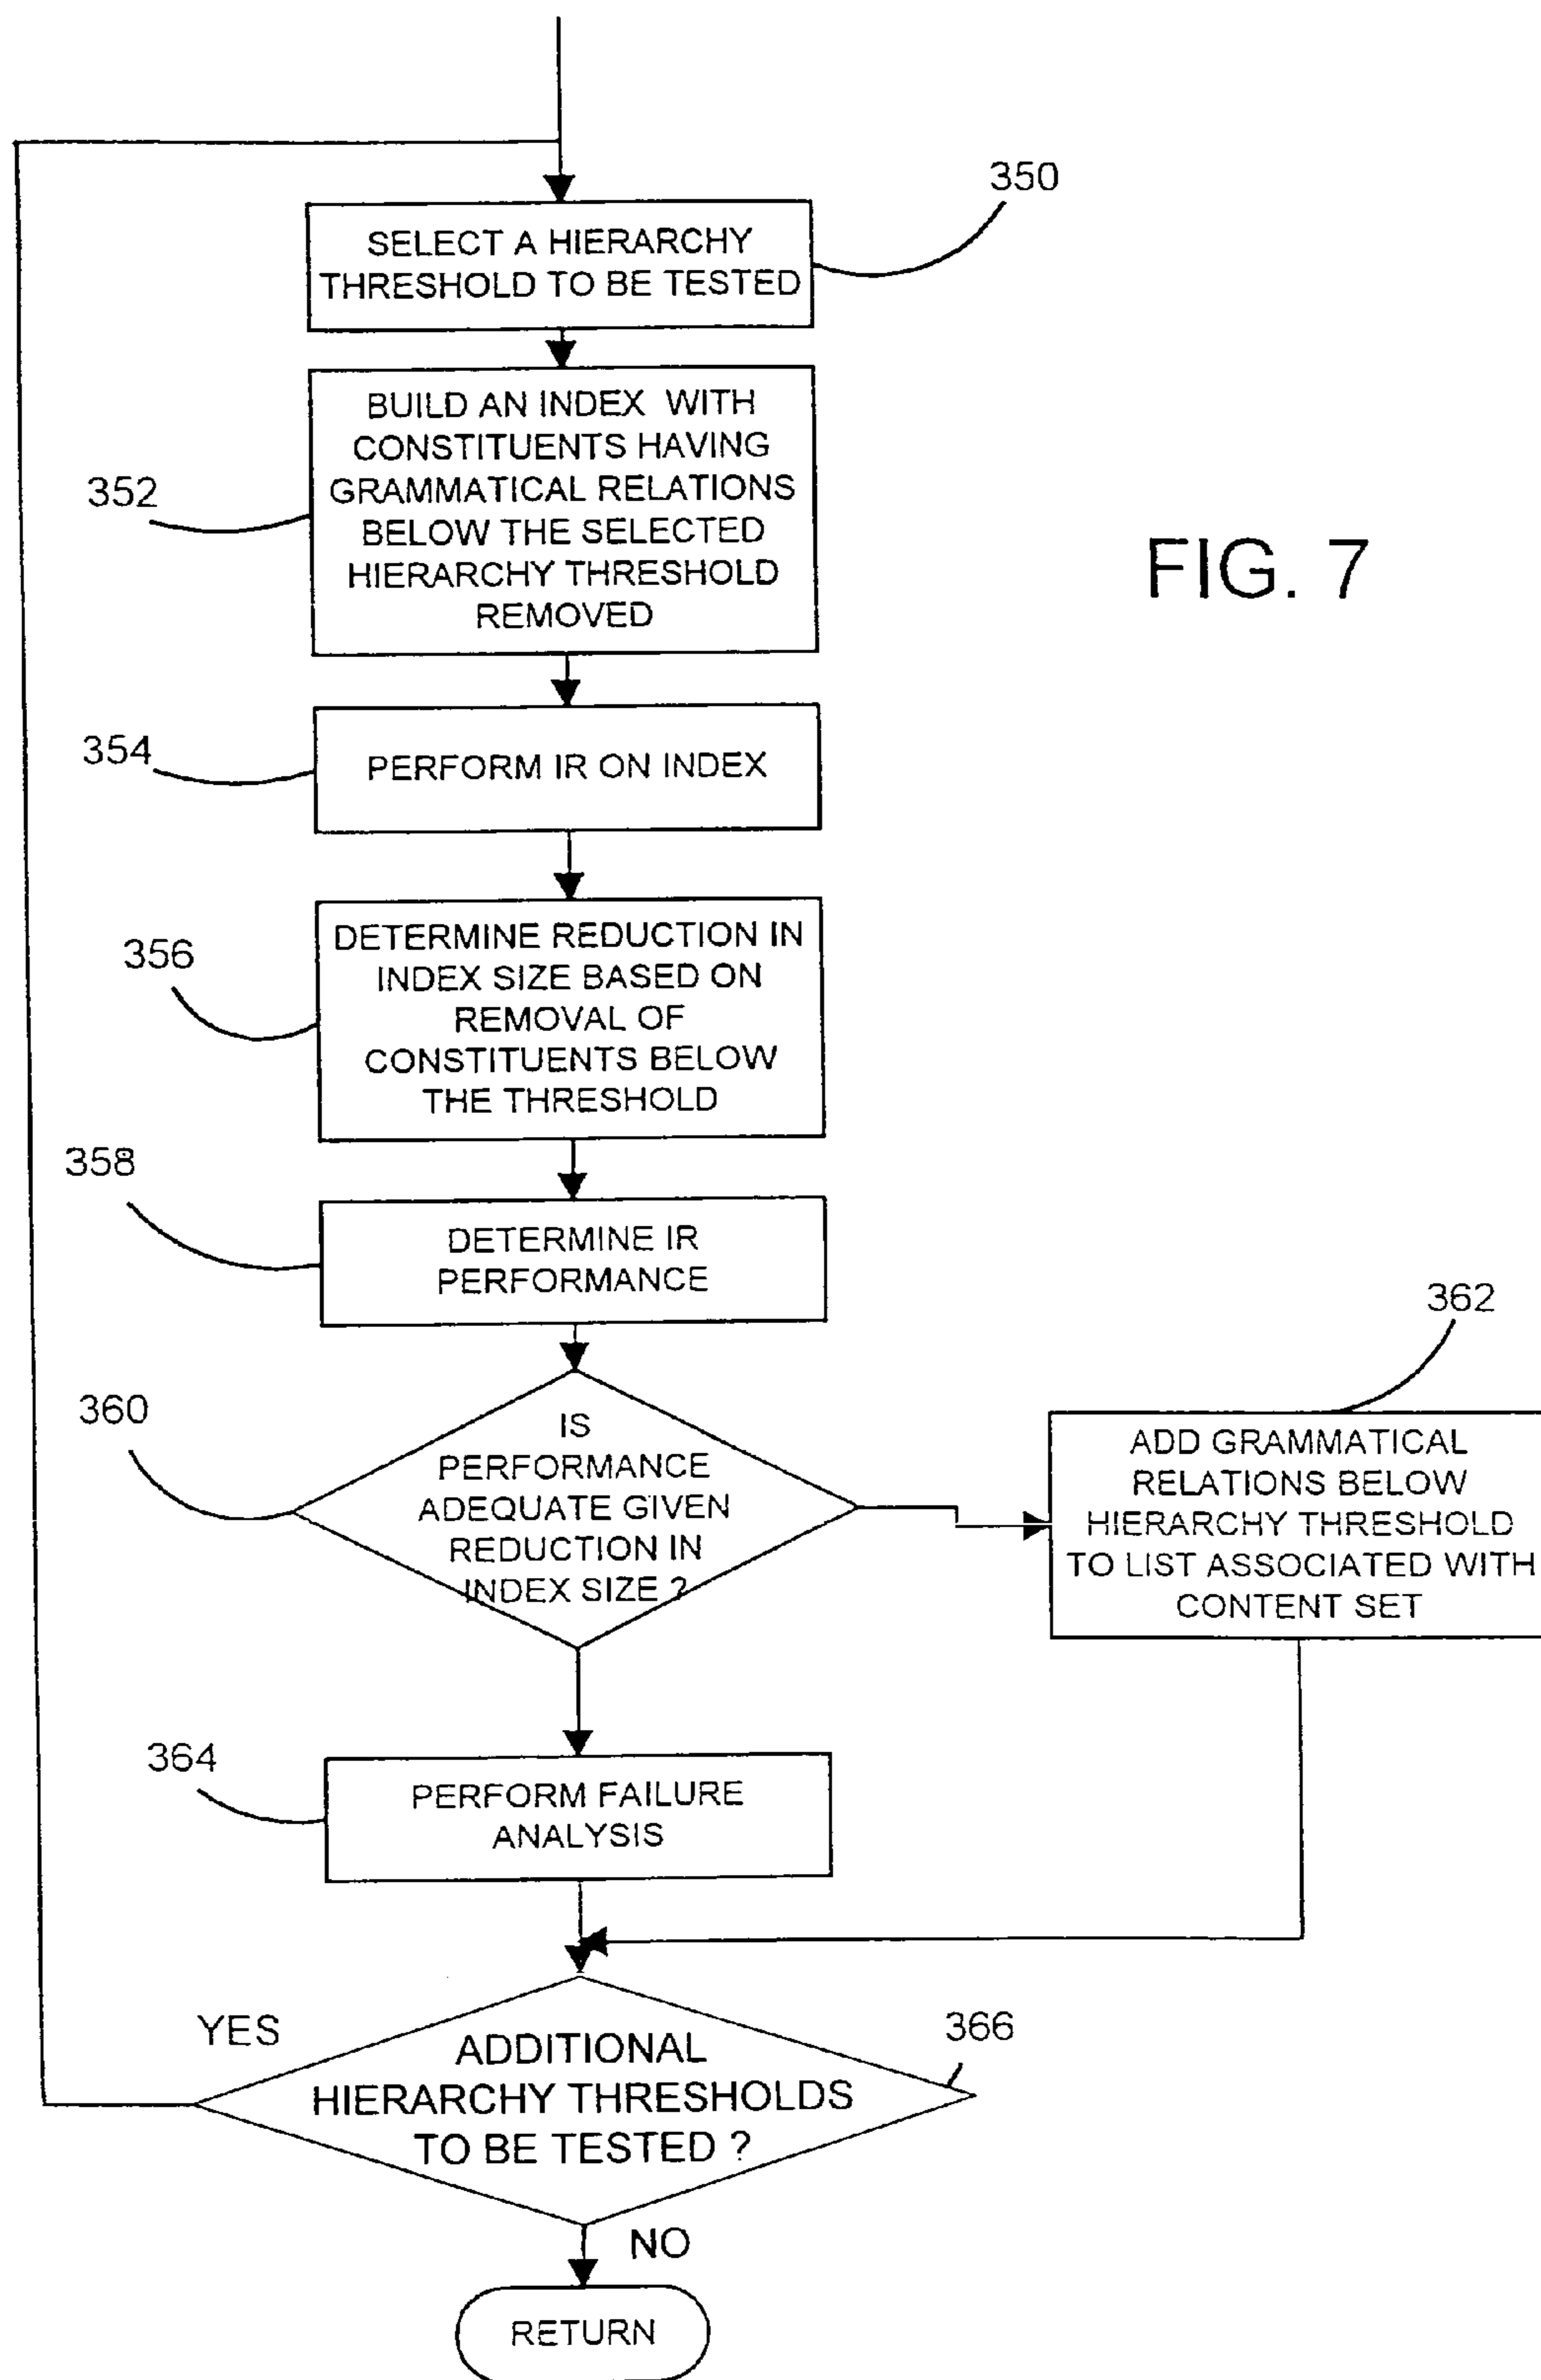 350
SELECT A HIERARCHY
THRESHOLD TO BE TESTED
352
BUILD AN INDEX WITH
CONSTITUENTS HAVING
GRAMMATICAL RELATIONS
BELOW THE SELECTED
HIERARCHY THRESHOLD
REMOVED
FIG. 7
354
PERFORM IR ON INDEX
356
DETERMINE REDUCTION IN
INDEX SIZE BASED ON
REMOVAL OF
CONSTITUENTS BELOW
THE THRESHOLD
358
DETERMINE IR
PERFORMANCE
360
IS
PERFORMANCE
ADEQUATE GIVEN
REDUCTION IN
INDEX SIZE ?
362
ADD GRAMMATICAL
RELATIONS BELOW
HIERARCHY THRESHOLD
TO LIST ASSOCIATED WITH
CONTENT SET
364
PERFORM FAILURE
ANALYSIS
YES
366
ADDITIONAL
HIERARCHY THRESHOLDS
TO BE TESTED ?
NO
RETURN